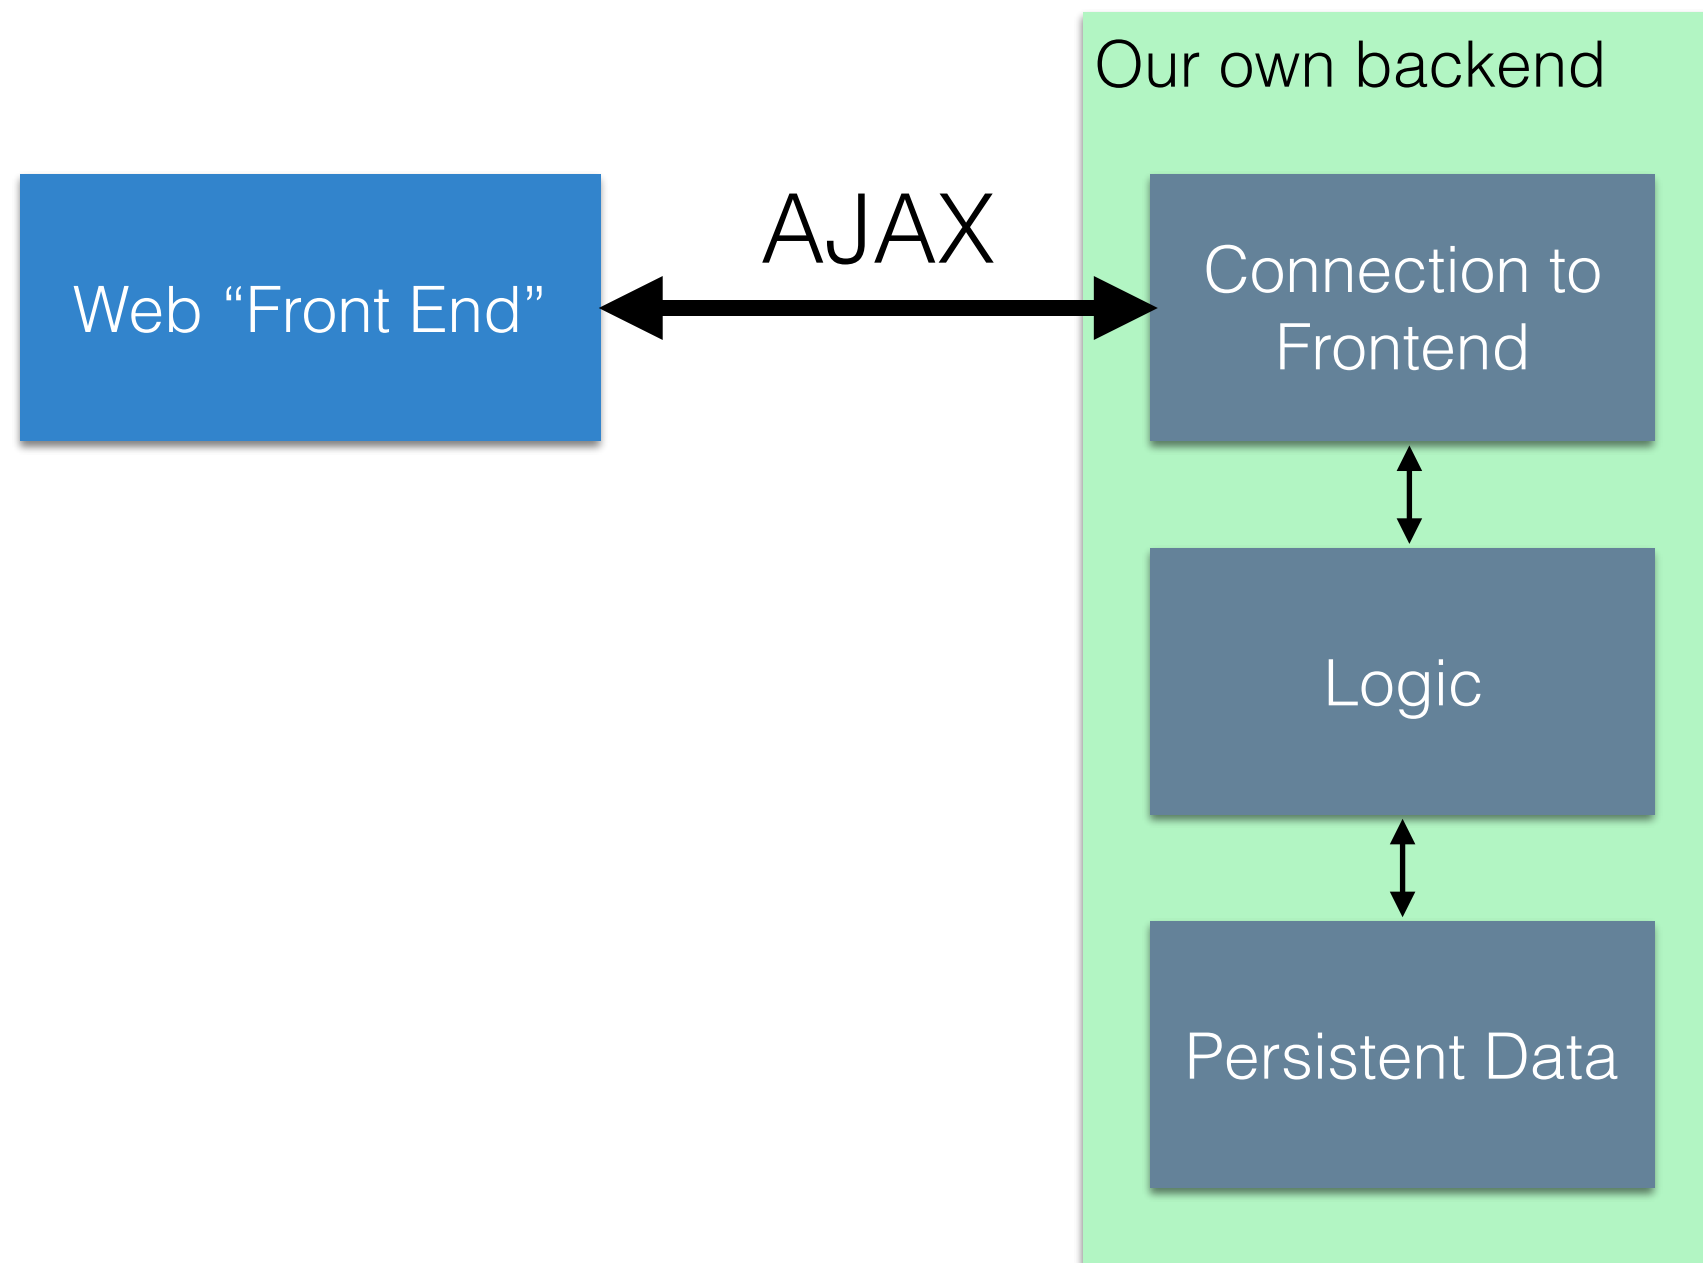 Our own backend
Web “Front End”
AJAX
Connection to
Frontend
Logic
Persistent Data